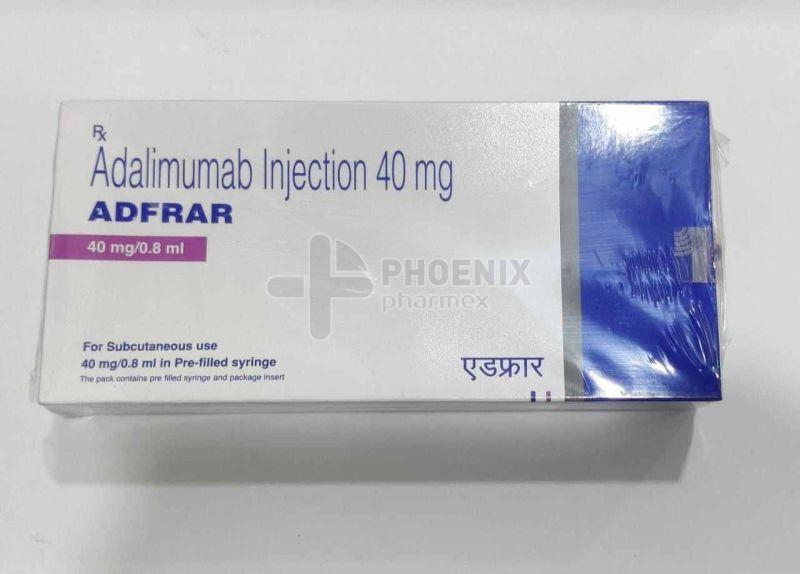 Rx
Adalimumab Injection 40 mg
ADFRAR
40 mg/0.8 ml
PHOENIX
pharmex
For Subcutaneous use
40 mg/0.8 ml in Pre-filled syringe
The pack contains pre filled syringe and package insert
एडफ्रार
1